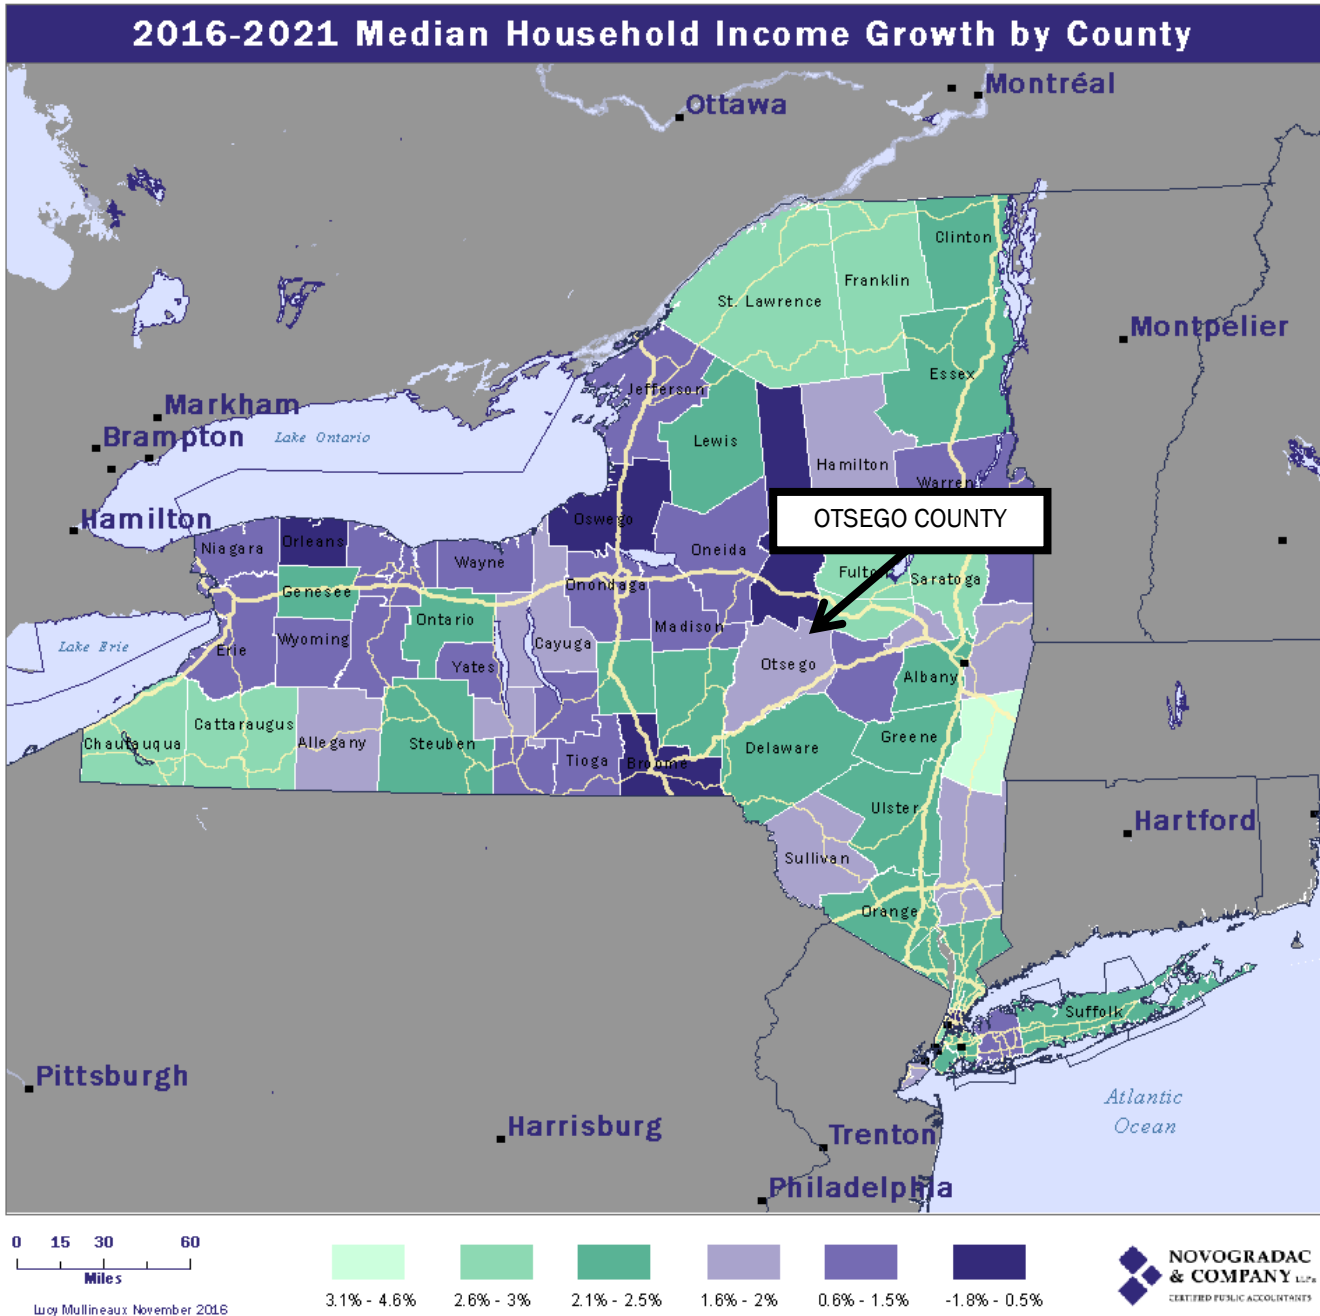 2016-2021 Median Household Income Growth by County
Montréal
Ottawa
Clinton
Franklin
St. Lawrence
Montpelier
Essex
Jefferson
Markham
Brampton
Lake Ontario
Lewis
Hamilton
Warren
Hamilton
OTSEGO COUNTY
Oswego
Orleans
Niagara
Oneida
Wayne
Fulton
Saratoga
Onondaga
Genesee
Ontario
Madison
Wyoming
Cayuga
Lake Erie
Erie
Yates
Otsego
Albany
Cattaraugus
Greene
Chautauqua
Allegany
Steuben
Delaware
Tioga
Broome
Ulster
Hartford
Sullivan
Orange
Suffolk
Pittsburgh
Atlantic
Ocean
Harrisburg
Trenton
Philadelphia
0 15 30 60
Miles
Lucy Mullineaux November 2016
3.1% - 4.6% 2.6% - 3% 2.1% - 2.5% 1.6% - 2% 0.6% - 1.5% -1.8% - 0.5%
NOVOGRADAC
& COMPANY LLP®
CERTIFIED PUBLIC ACCOUNTANTS